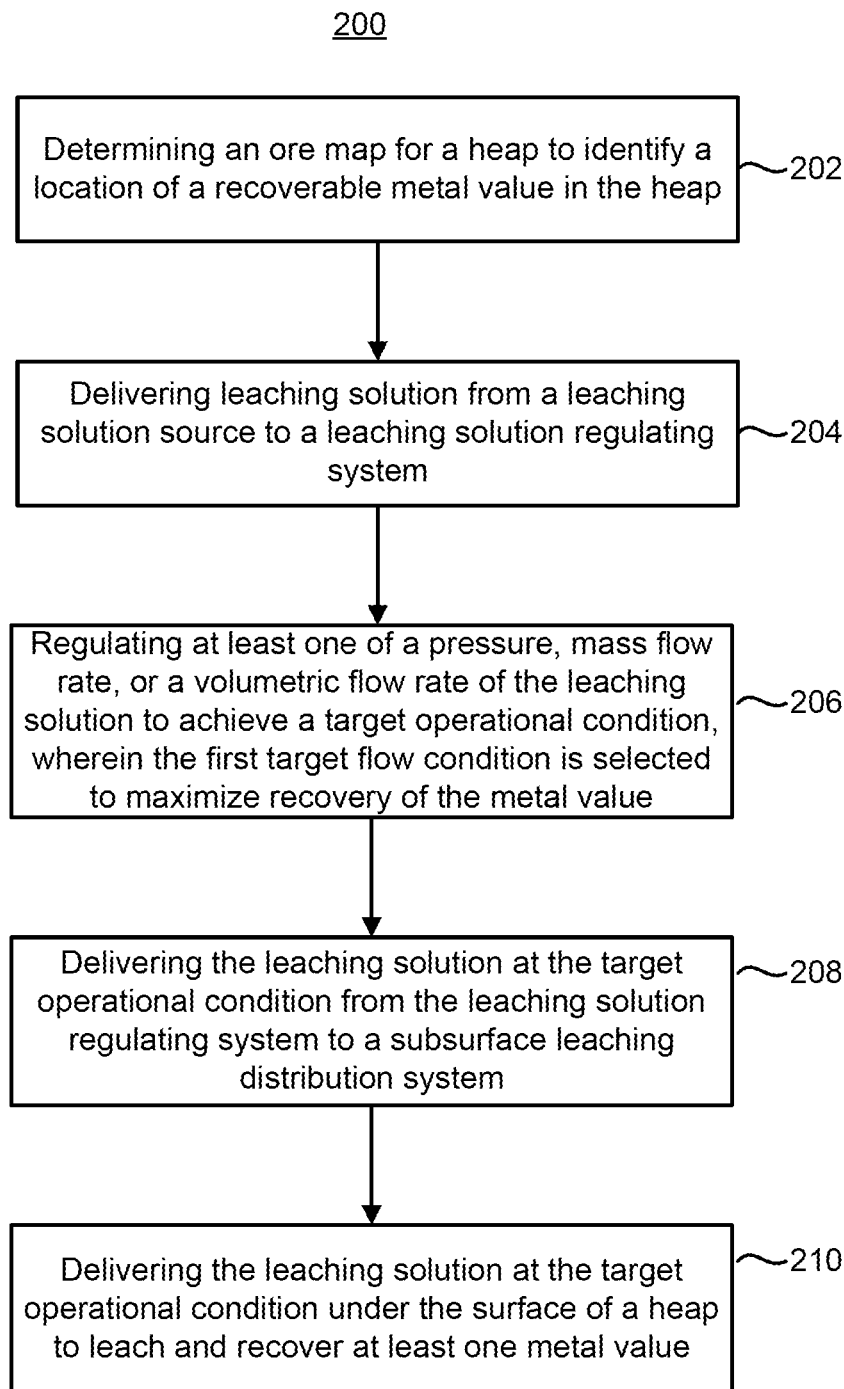 200
Determining an ore map for a heap to identify a
location of a recoverable metal value in the heap
202
Delivering leaching solution from a leaching
solution source to a leaching solution regulating
system
204
Regulating at least one of a pressure, mass flow
rate, or a volumetric flow rate of the leaching
solution to achieve a target operational condition,
wherein the first target flow condition is selected
to maximize recovery of the metal value
206
Delivering the leaching solution at the target
operational condition from the leaching solution
regulating system to a subsurface leaching
distribution system
208
Delivering the leaching solution at the target
operational condition under the surface of a heap
to leach and recover at least one metal value
210